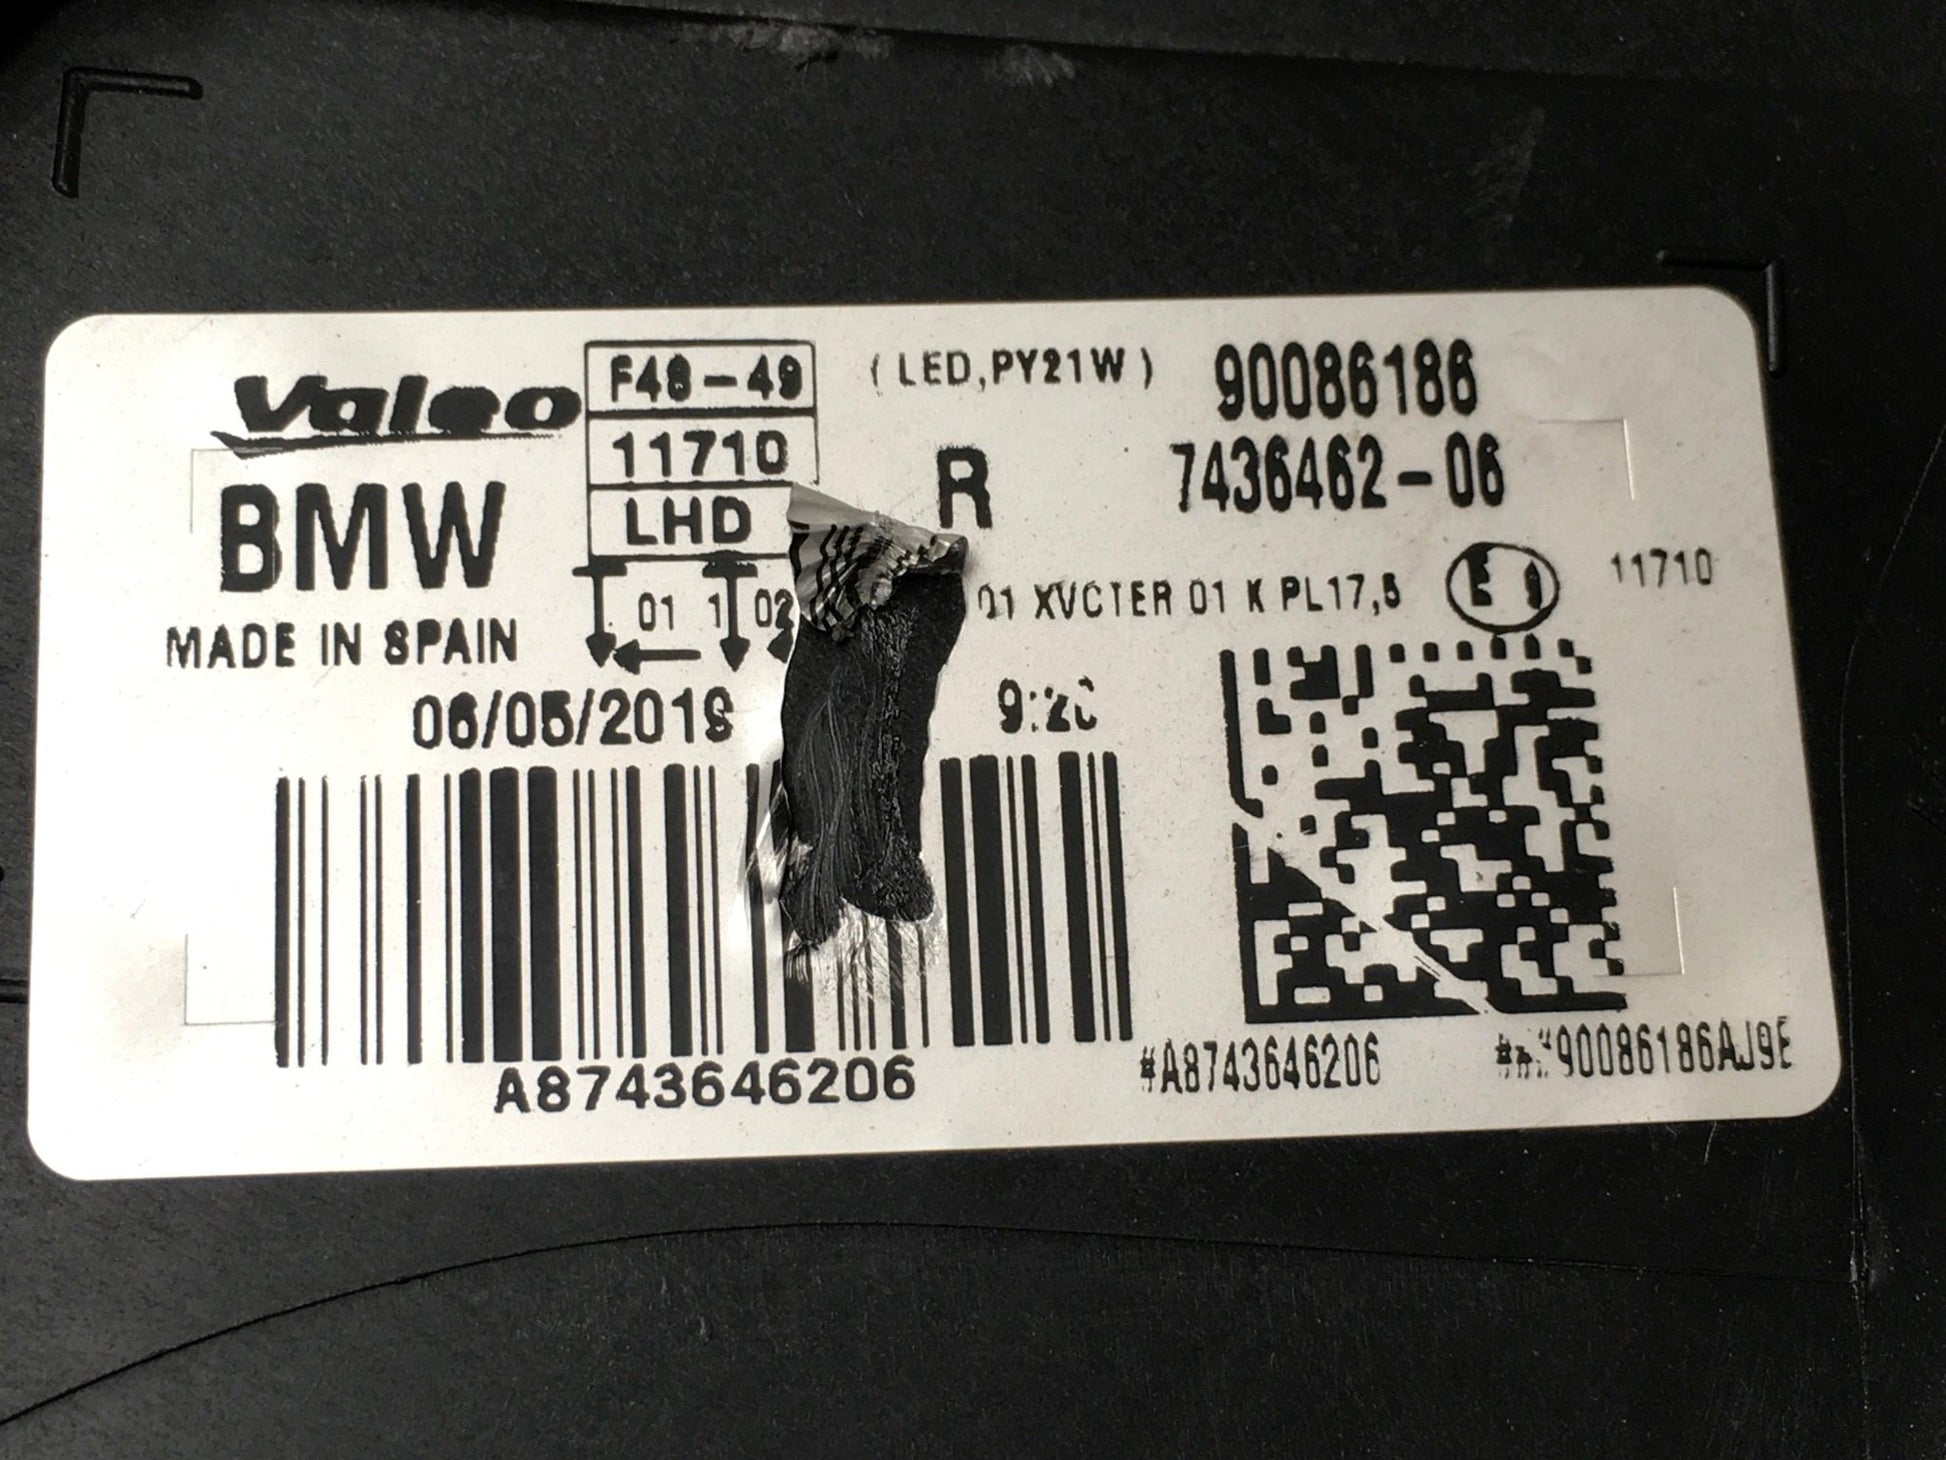 Valeo F48-49 (LED,PY21W) 90086186
11710
BMW LHD R 7436462-06
01 1 02 01 XVCTER 01 K PL17,5 E 11710
MADE IN SPAIN
06/05/2019
A8743646206 #A8743646206 90086186AJ9E